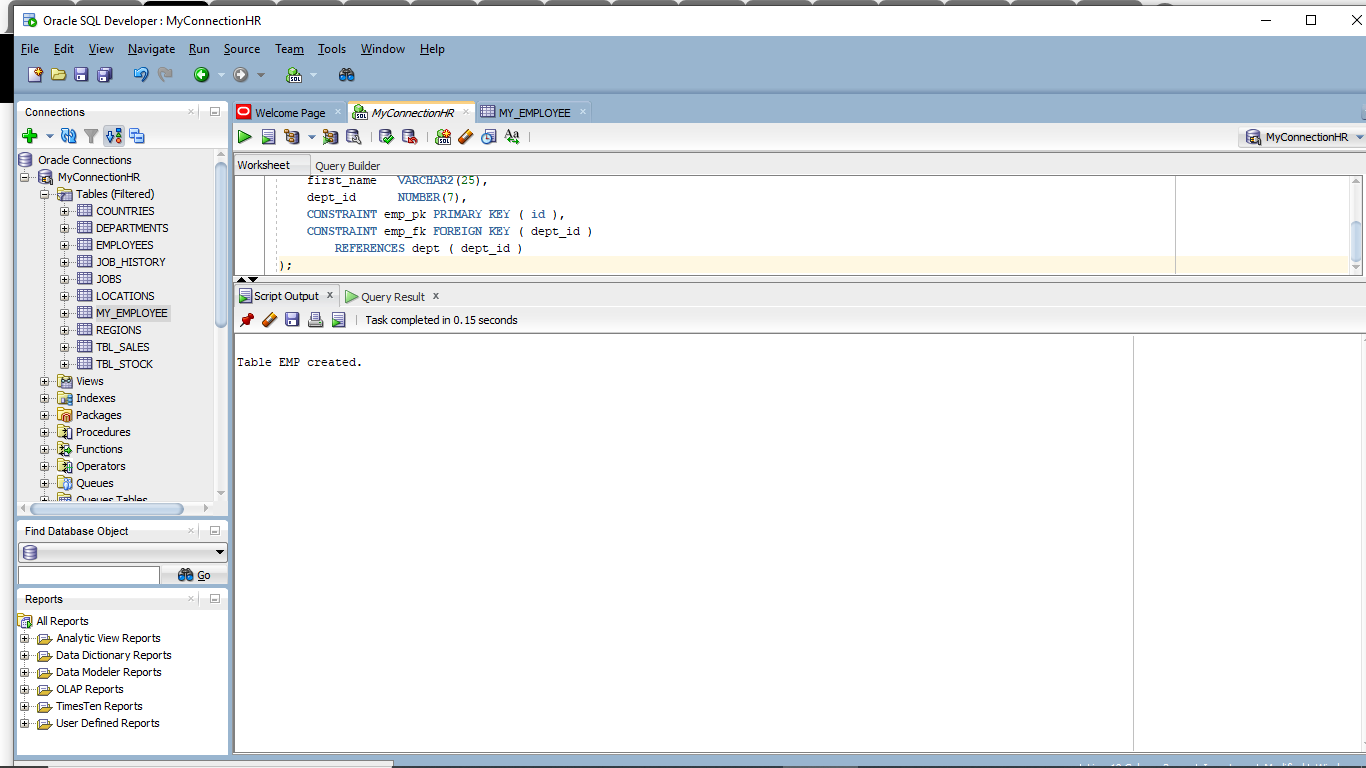 Oracle SQL Developer : MyConnectionHR
File Edit View Navigate Run Source Team Tools Window Help
Connections
Oracle Connections
MyConnectionHR
Tables (Filtered)
COUNTRIES
DEPARTMENTS
EMPLOYEES
JOB_HISTORY
JOBS
LOCATIONS
MY_EMPLOYEE
REGIONS
TBL_SALES
TBL_STOCK
Views
Indexes
Packages
Procedures
Functions
Operators
Queues
Queues Tables
Find Database Object
Go
Reports
All Reports
Analytic View Reports
Data Dictionary Reports
Data Modeler Reports
OLAP Reports
TimesTen Reports
User Defined Reports
Welcome Page MyConnectionHR MY_EMPLOYEE
MyConnectionHR
Worksheet Query Builder
first_name VARCHAR2(25),
dept_id NUMBER(7),
CONSTRAINT emp_pk PRIMARY KEY ( id ),
CONSTRAINT emp_fk FOREIGN KEY ( dept_id )
REFERENCES dept ( dept_id )
);
Script Output x Query Result x
Task completed in 0.15 seconds
Table EMP created.